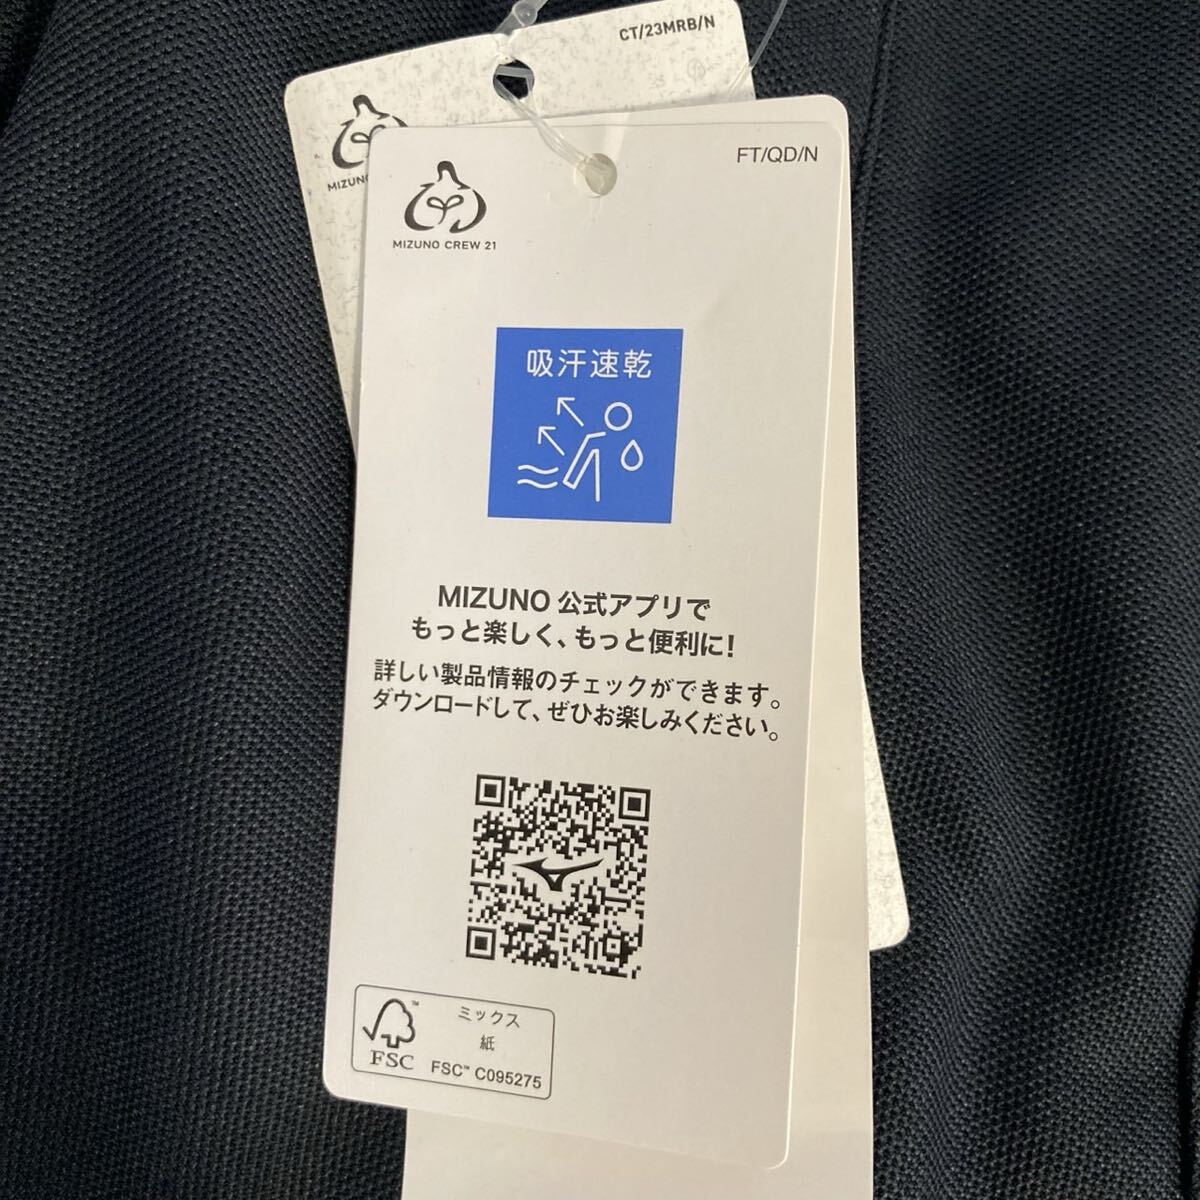 CT/23MRB/N
MIZUNO
FT/QD/N
MIZUNO CREW 21
吸汗速乾
MIZUNO 公式アプリで
もっと楽しく、もっと便利に!
詳しい製品情報のチェックができます。
ダウンロードして、ぜひお楽しみください。
FSC
ミックス
紙
FSC™ C095275